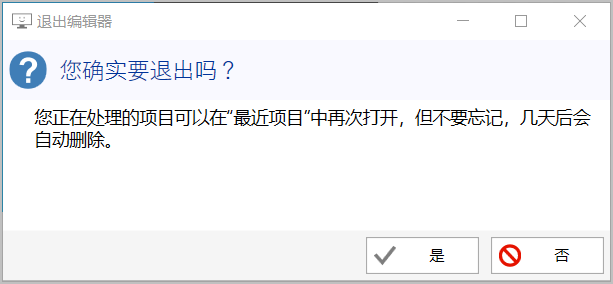 退出编辑器
您确实要退出吗？
您正在处理的项目可以在“最近项目”中再次打开，但不要忘记，几天后会
自动删除。
是
否